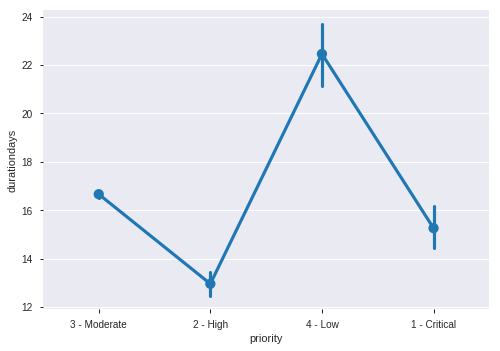 24
22
20
18
16
14
12
durationdays
3 - Moderate
2 - High
4 - Low
1 - Critical
priority